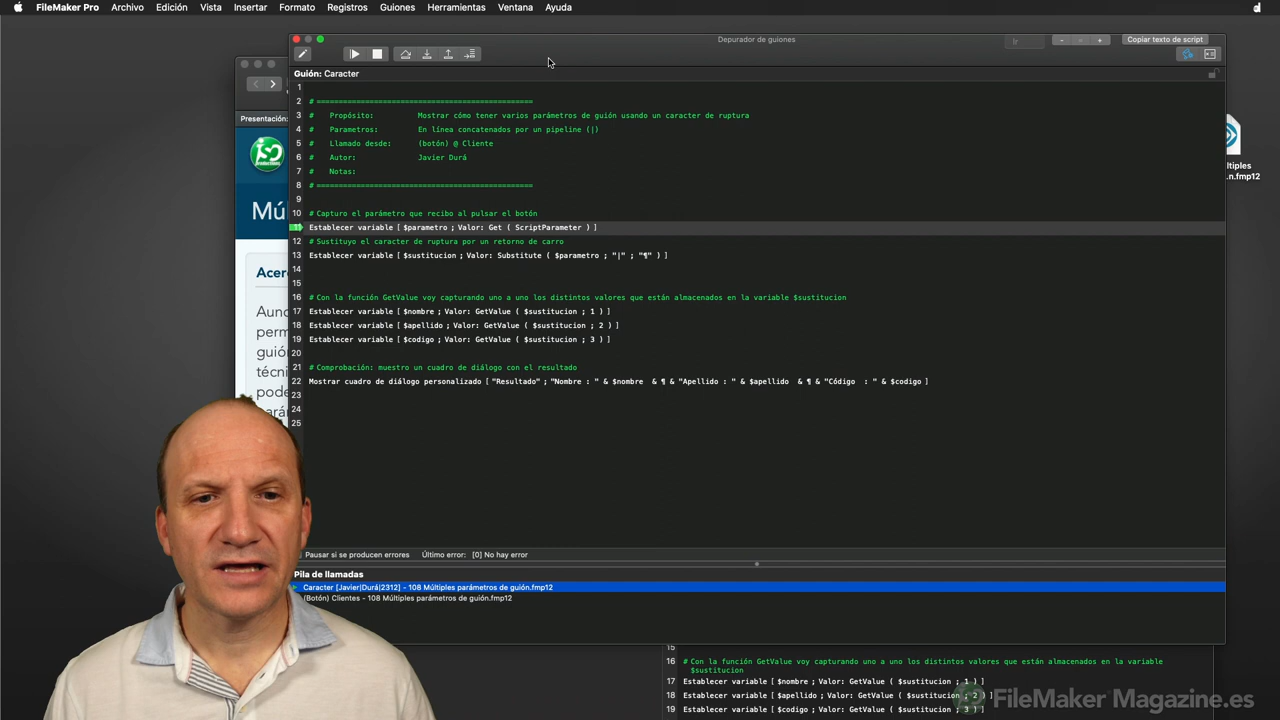 FileMaker Pro Archivo Edición Vista Insertar Formato Registros Guiones Herramientas Ventana Ayuda
Depurador de guiones
Ir
Copiar texto de script
Guión: Caracter
1
2 # ================================================
3 # Propósito: Mostrar cómo tener varios parámetros de guión usando un caracter de ruptura
4 # Parametros: En línea concatenados por un pipeline (|)
5 # Llamado desde: (botón) @ Cliente
6 # Autor: Javier Durá
7 # Notas:
8 # ================================================
9
10 # Capturo el parámetro que recibo al pulsar el botón
11 Establecer variable [ $parametro ; Valor: Get ( ScriptParameter ) ]
12 # Sustituyo el caracter de ruptura por un retorno de carro
13 Establecer variable [ $sustitucion ; Valor: Substitute ( $parametro ; "|" ; "¶" ) ]
14
15
16 # Con la función GetValue voy capturando uno a uno los distintos valores que están almacenados en la variable $sustitucion
17 Establecer variable [ $nombre ; Valor: GetValue ( $sustitucion ; 1 ) ]
18 Establecer variable [ $apellido ; Valor: GetValue ( $sustitucion ; 2 ) ]
19 Establecer variable [ $codigo ; Valor: GetValue ( $sustitucion ; 3 ) ]
20
21 # Comprobación: muestro un cuadro de diálogo con el resultado
22 Mostrar cuadro de diálogo personalizado [ "Resultado" ; "Nombre : " & $nombre & ¶ & "Apellido : " & $apellido & ¶ & "Código : " & $codigo ]
23
24
25
Pausar si se producen errores Último error: [0] No hay error
Pila de llamadas
Caracter [Javier|Durá|2312] - 108 Múltiples parámetros de guión.fmp12
(Botón) Clientes - 108 Múltiples parámetros de guión.fmp12
Presentación:
iso
Mú
Acer
Aunc
perm
guió
técni
pode
pará
ltiples
n.fmp12
15
16 # Con la función GetValue voy capturando uno a uno los distintos valores que están almacenados en la variable
$sustitucion
17 Establecer variable [ $nombre ; Valor: GetValue ( $sustitucion ; 1 ) ]
18 Establecer variable [ $apellido ; Valor: GetValue ( $sustitucion ; 2 ) ]
19 Establecer variable [ $codigo ; Valor: GetValue ( $sustitucion ; 3 ) ]
FileMaker Magazine.es